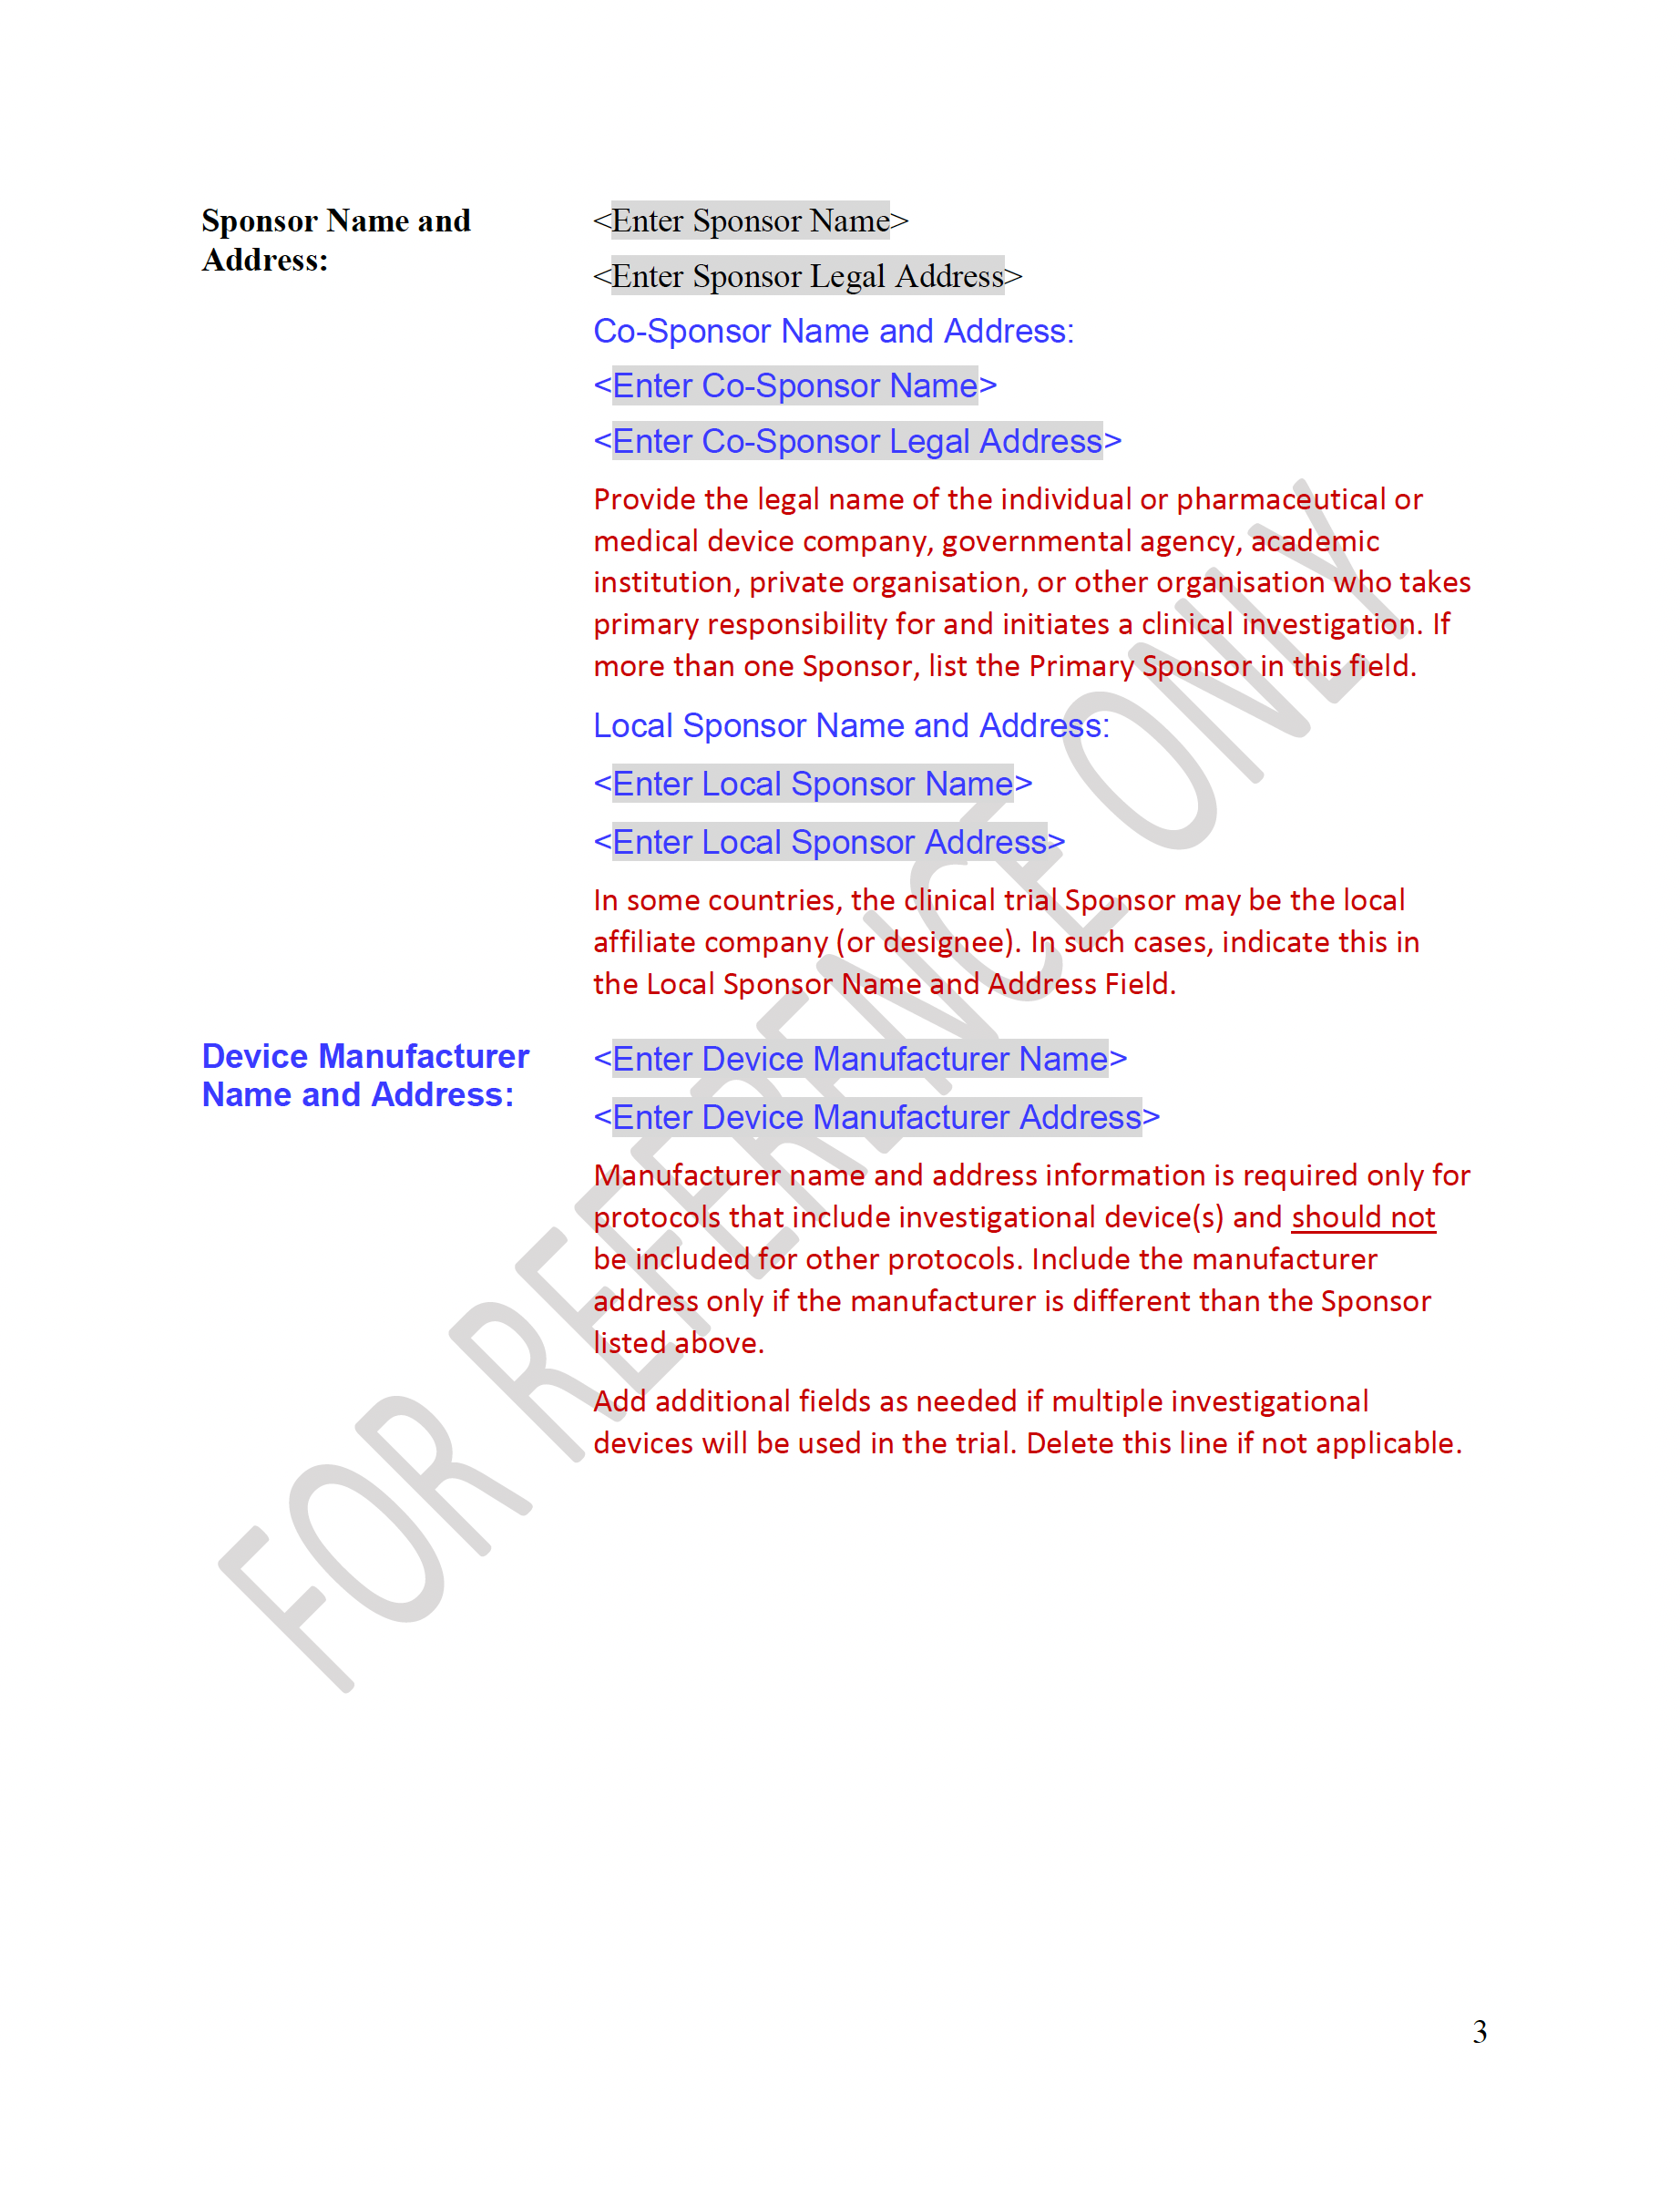 Sponsor Name and
Address:
<Enter Sponsor Name>
<Enter Sponsor Legal Address>
Co-Sponsor Name and Address:
<Enter Co-Sponsor Name>
<Enter Co-Sponsor Legal Address>
Provide the legal name of the individual or pharmaceutical or
medical device company, governmental agency, academic
institution, private organisation, or other organisation who takes
primary responsibility for and initiates a clinical investigation. If
more than one Sponsor, list the Primary Sponsor in this field.
Local Sponsor Name and Address:
<Enter Local Sponsor Name>
<Enter Local Sponsor Address>
In some countries, the clinical trial Sponsor may be the local
affiliate company (or designee). In such cases, indicate this in
the Local Sponsor Name and Address Field.
Device Manufacturer
Name and Address:
<Enter Device Manufacturer Name>
<Enter Device Manufacturer Address>
Manufacturer name and address information is required only for
protocols that include investigational device(s) and should not
be included for other protocols. Include the manufacturer
address only if the manufacturer is different than the Sponsor
listed above.
Add additional fields as needed if multiple investigational
devices will be used in the trial. Delete this line if not applicable.
FOR REFERENCE ONLY
3